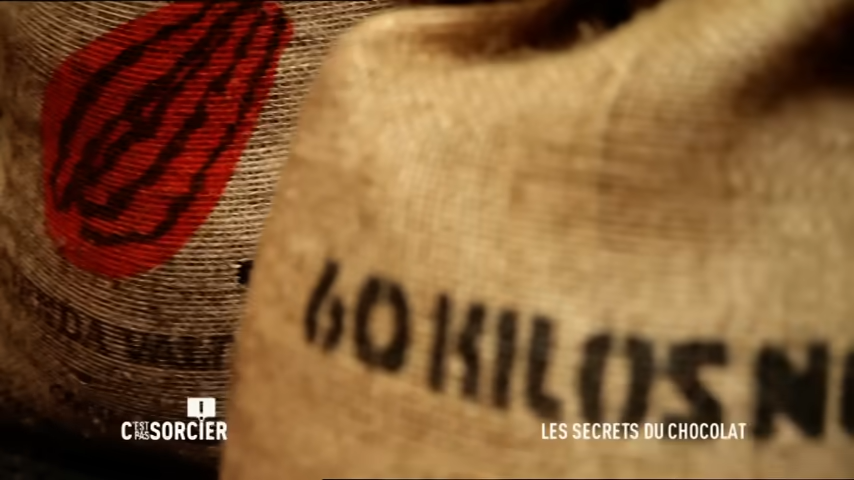 60 KILOS N
i
C'EST PAS SORCIER
LES SECRETS DU CHOCOLAT